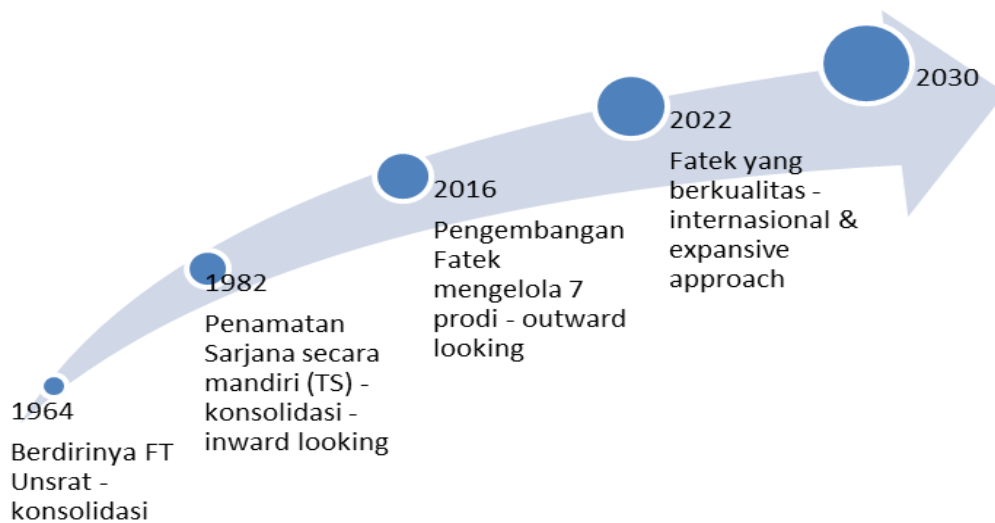 1964
Berdirinya FT
Unsrat -
konsolidasi
1982
Penamatan
Sarjana secara
mandiri (TS) -
konsolidasi -
inward looking
2016
Pengembangan
Fatek
mengelola 7
prodi - outward
looking
2022
Fatek yang
berkualitas -
internasional &
expansive
approach
2030